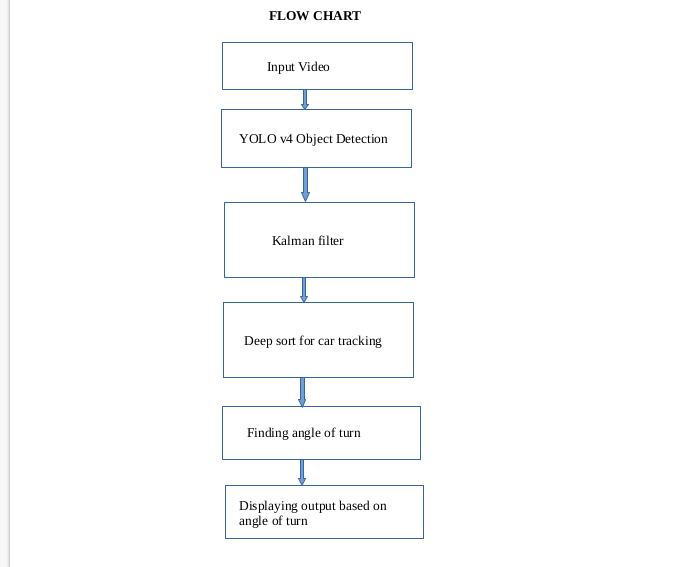 FLOW CHART
Input Video
YOLO v4 Object Detection
Kalman filter
Deep sort for car tracking
Finding angle of turn
Displaying output based on
angle of turn